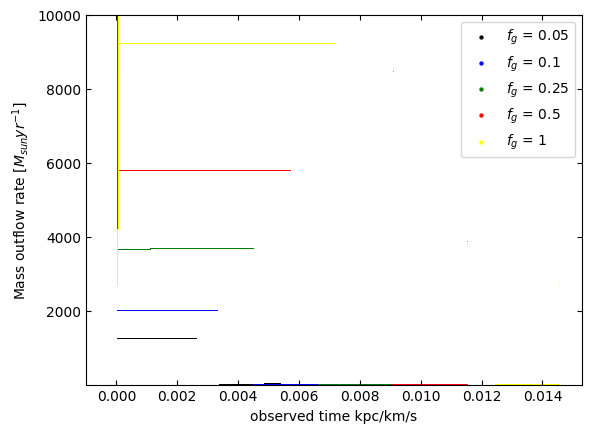 10000
8000
6000
4000
2000
Mass outflow rate [M_sun yr^-1]
0.000 0.002 0.004 0.006 0.008 0.010 0.012 0.014
observed time kpc/km/s
f_g = 0.05
f_g = 0.1
f_g = 0.25
f_g = 0.5
f_g = 1